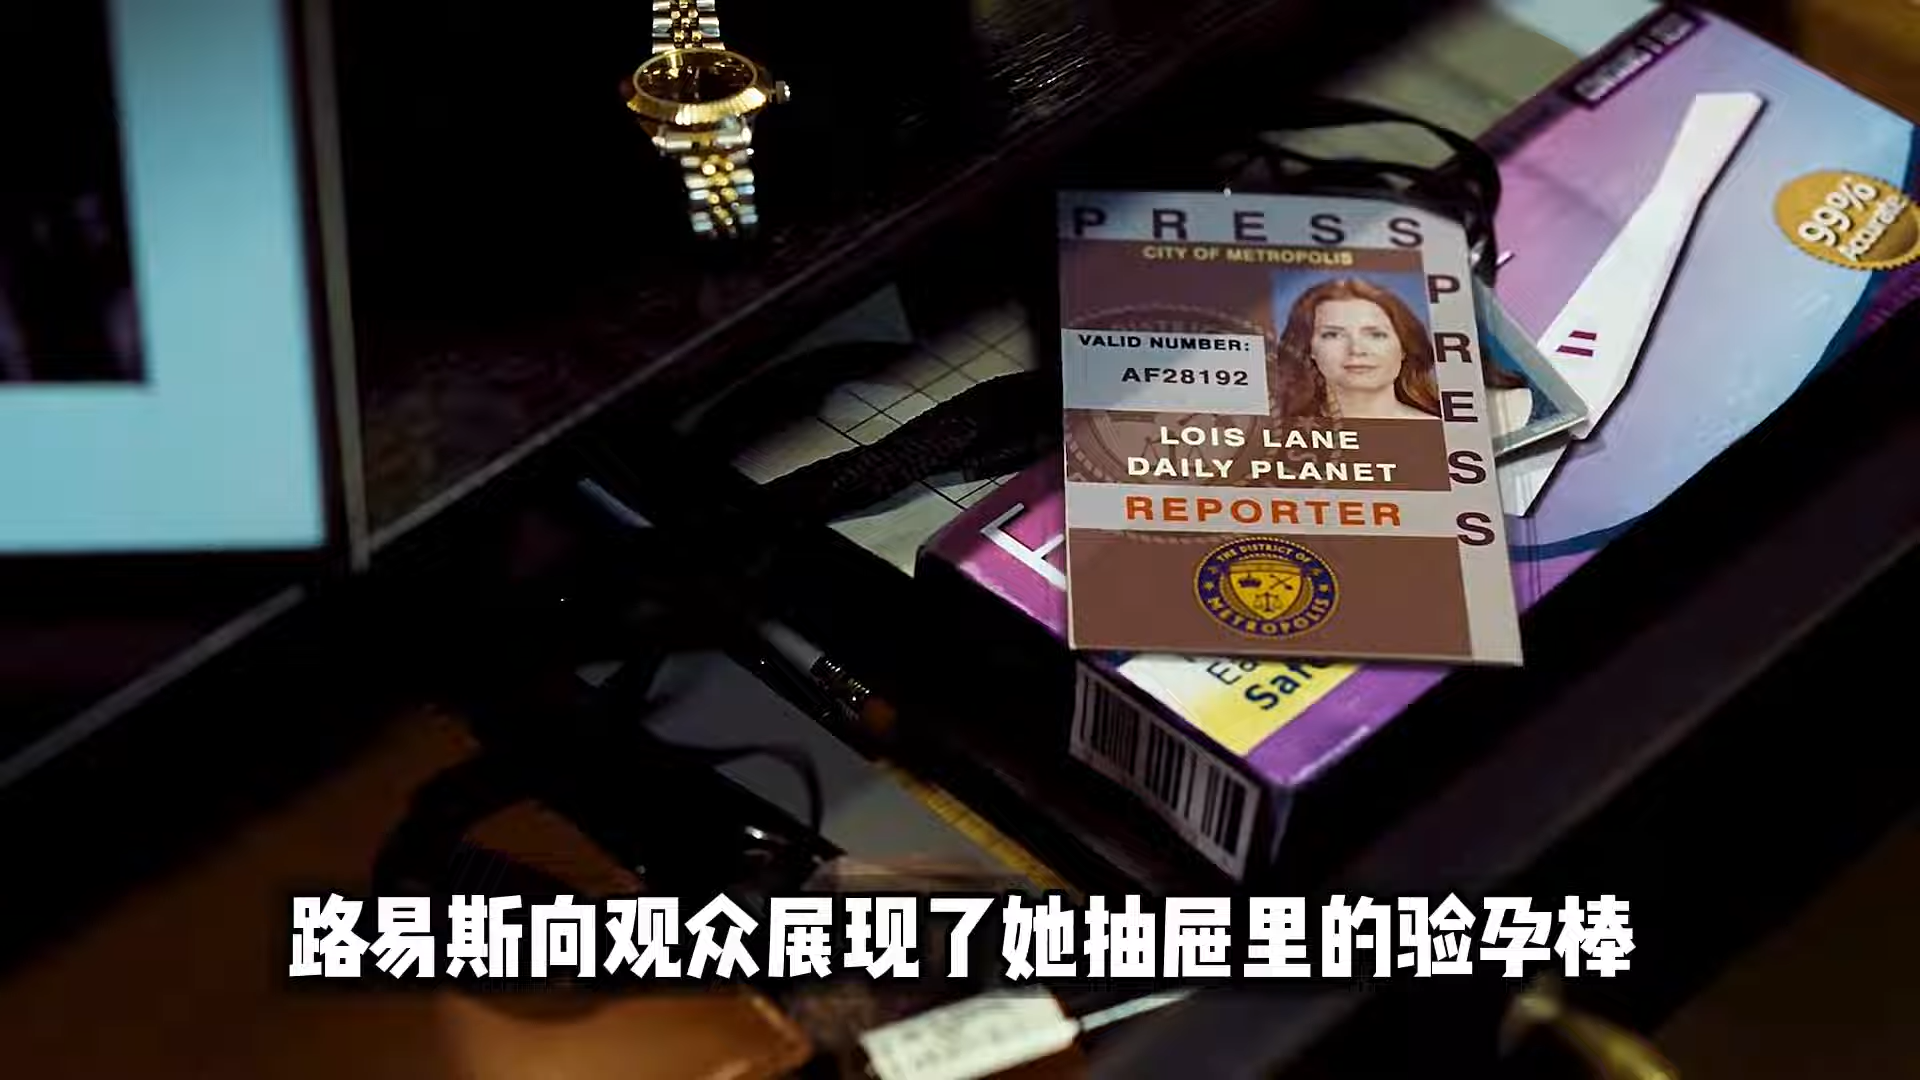 PRESS
CITY OF METROPOLIS
PRESS
VALID NUMBER:
AF28192
LOIS LANE
DAILY PLANET
REPORTER
THE DISTRICT OF
METROPOLIS
99%
Accurate
路易斯向观众展现了她抽屉里的验孕棒